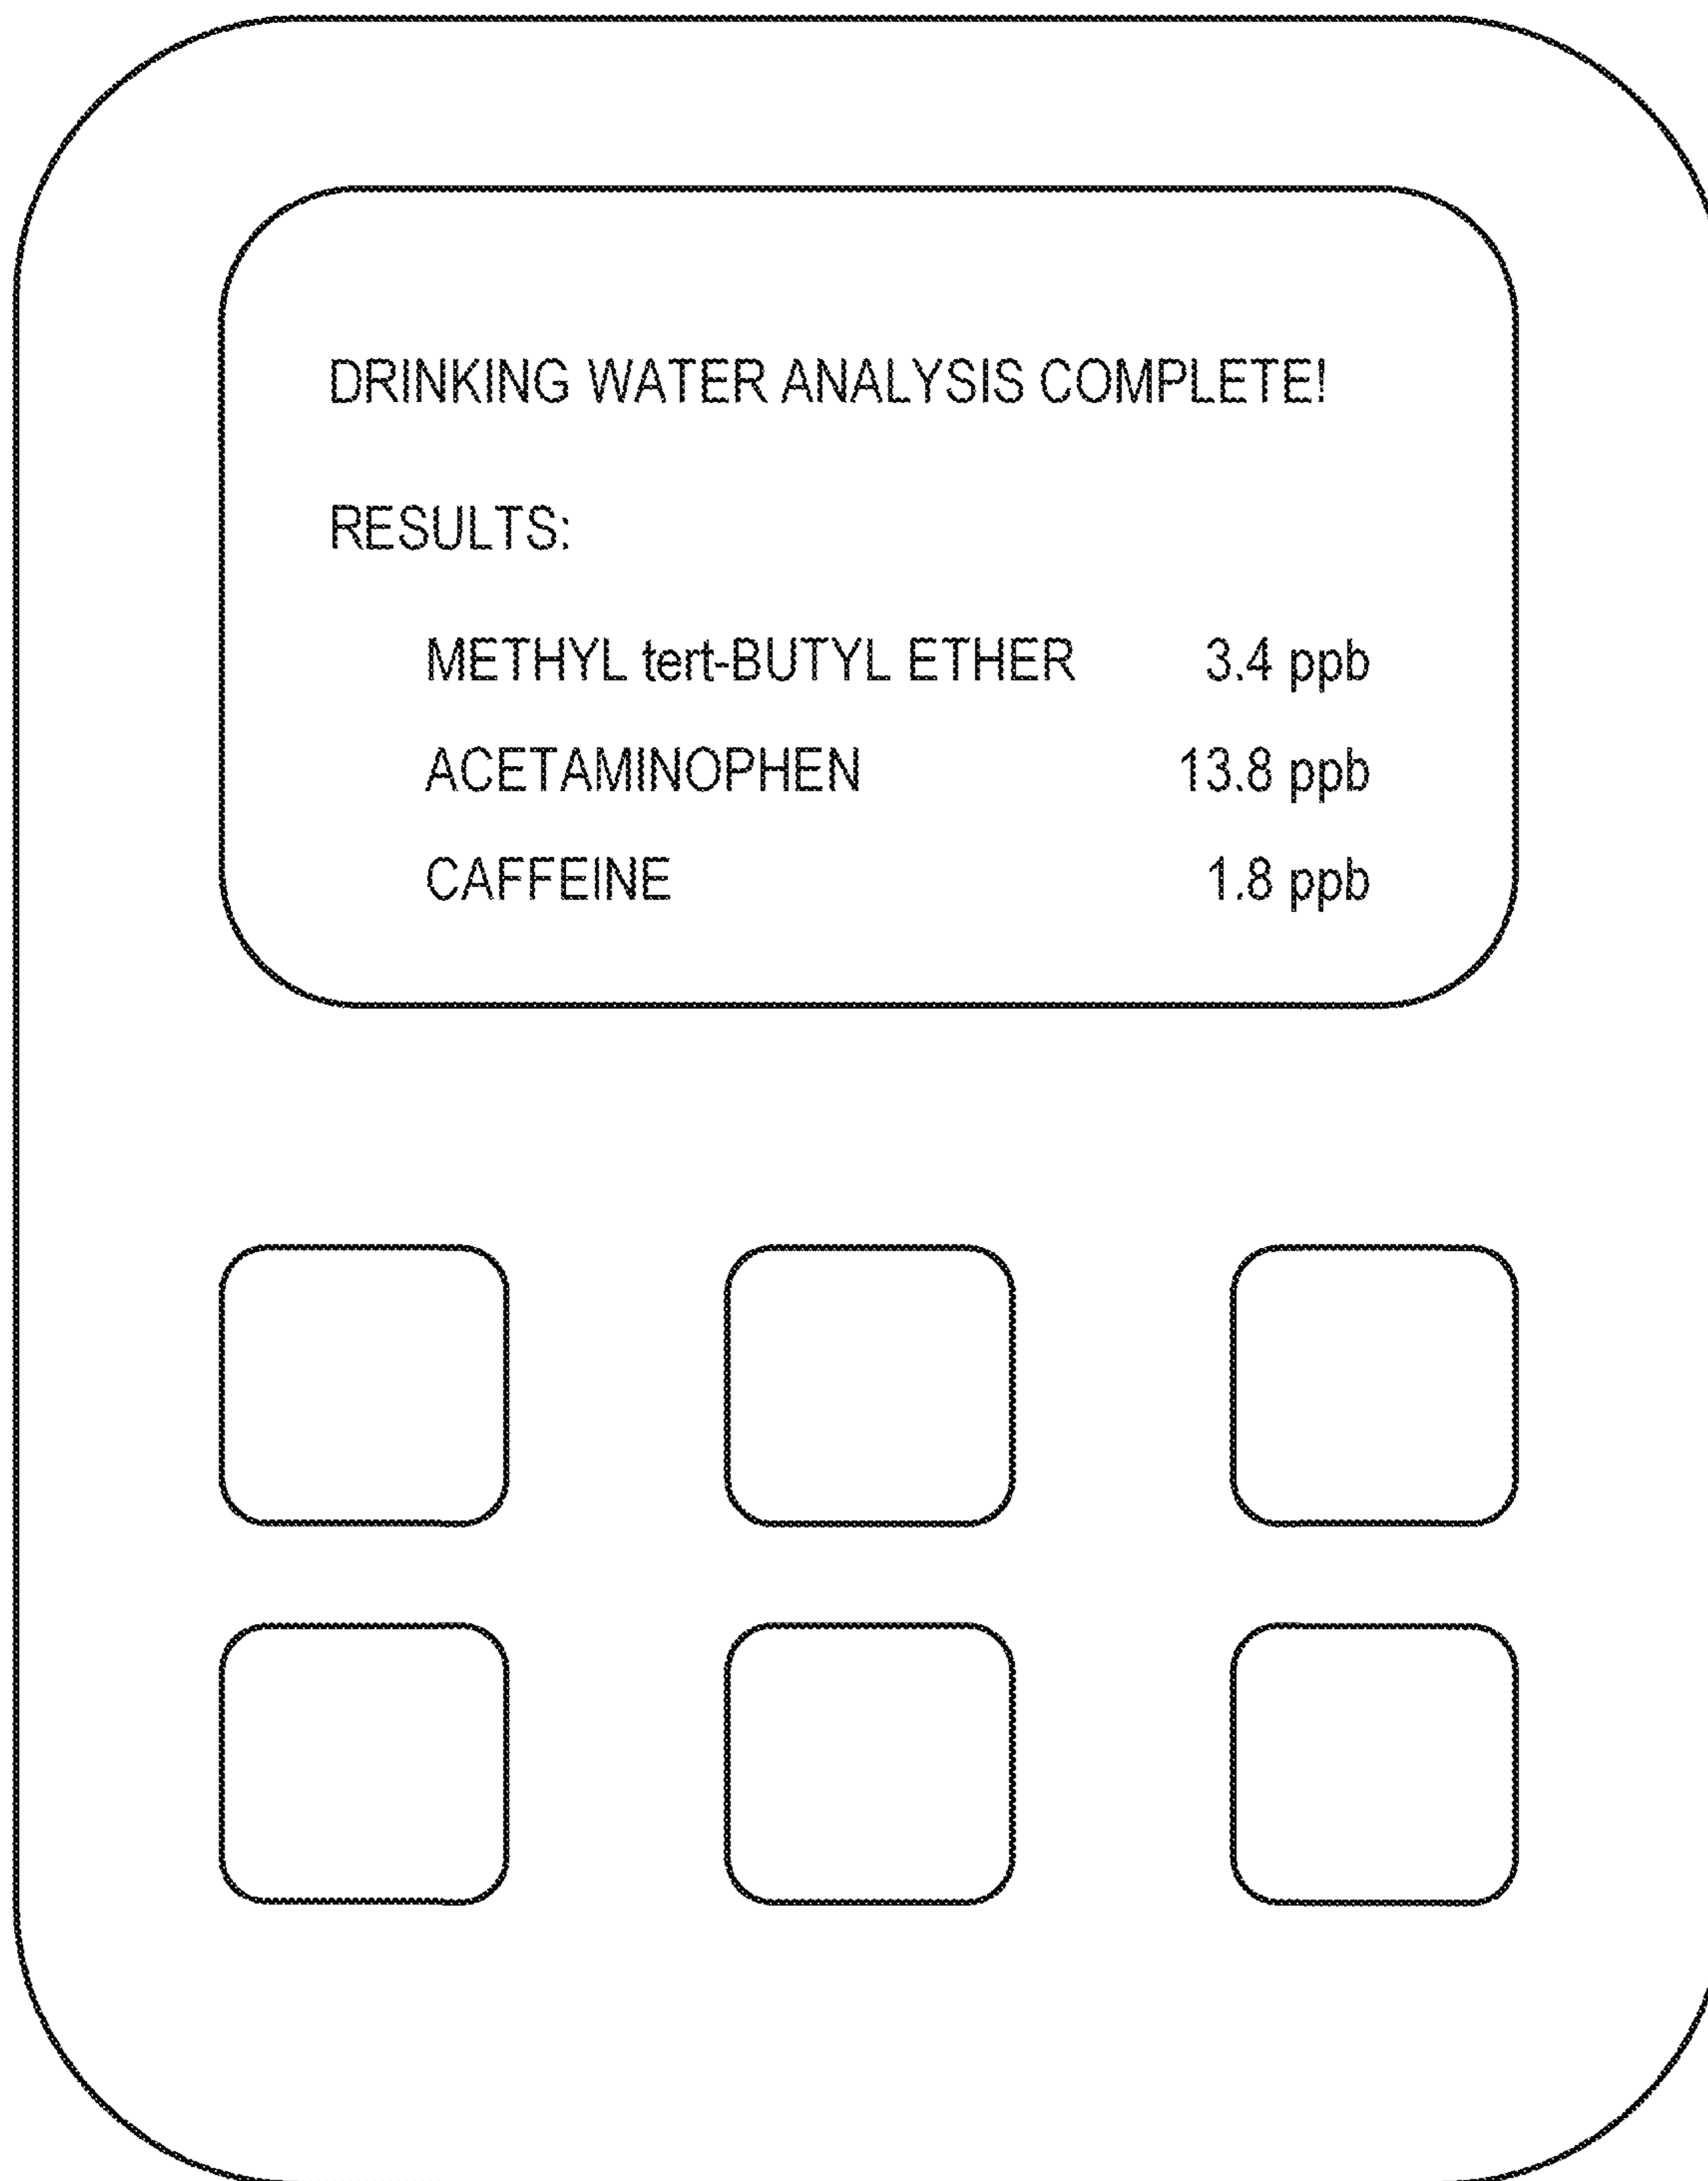 DRINKING WATER ANALYSIS COMPLETE!
RESULTS:
METHYL tert-BUTYL ETHER 3.4 ppb
ACETAMINOPHEN 13.8 ppb
CAFFEINE 1.8 ppb